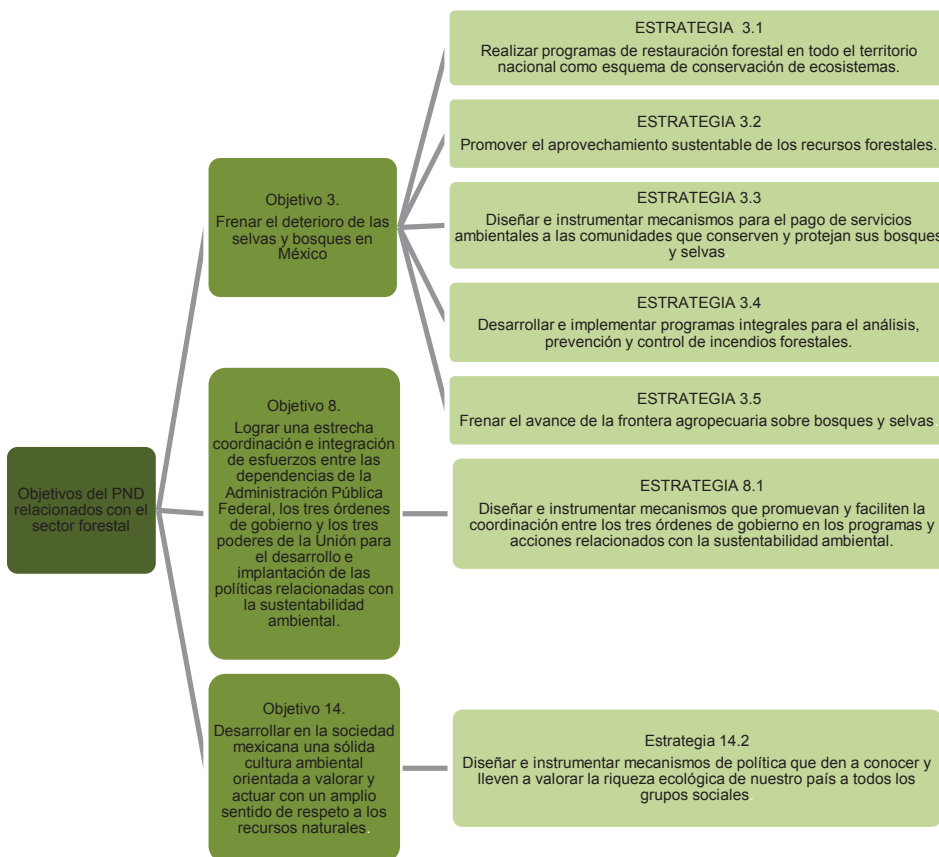 Objetivos del PND
relacionados con el
sector forestal
Objetivo 3.
Frenar el deterioro de las
selvas y bosques en
México
ESTRATEGIA 3.1
Realizar programas de restauración forestal en todo el territorio
nacional como esquema de conservación de ecosistemas.
ESTRATEGIA 3.2
Promover el aprovechamiento sustentable de los recursos forestales.
ESTRATEGIA 3.3
Diseñar e instrumentar mecanismos para el pago de servicios
ambientales a las comunidades que conserven y protejan sus bosques
y selvas
ESTRATEGIA 3.4
Desarrollar e implementar programas integrales para el análisis,
prevención y control de incendios forestales.
ESTRATEGIA 3.5
Frenar el avance de la frontera agropecuaria sobre bosques y selvas
Objetivo 8.
Lograr una estrecha
coordinación e integración
de esfuerzos entre las
dependencias de la
Administración Pública
Federal, los tres órdenes
de gobierno y los tres
poderes de la Unión para
el desarrollo e
implantación de las
políticas relacionadas con
la sustentabilidad
ambiental.
ESTRATEGIA 8.1
Diseñar e instrumentar mecanismos que promuevan y faciliten la
coordinación entre los tres órdenes de gobierno en los programas y
acciones relacionados con la sustentabilidad ambiental.
Objetivo 14.
Desarrollar en la sociedad
mexicana una sólida
cultura ambiental
orientada a valorar y
actuar con un amplio
sentido de respeto a los
recursos naturales.
Estrategia 14.2
Diseñar e instrumentar mecanismos de política que den a conocer y
lleven a valorar la riqueza ecológica de nuestro país a todos los
grupos sociales